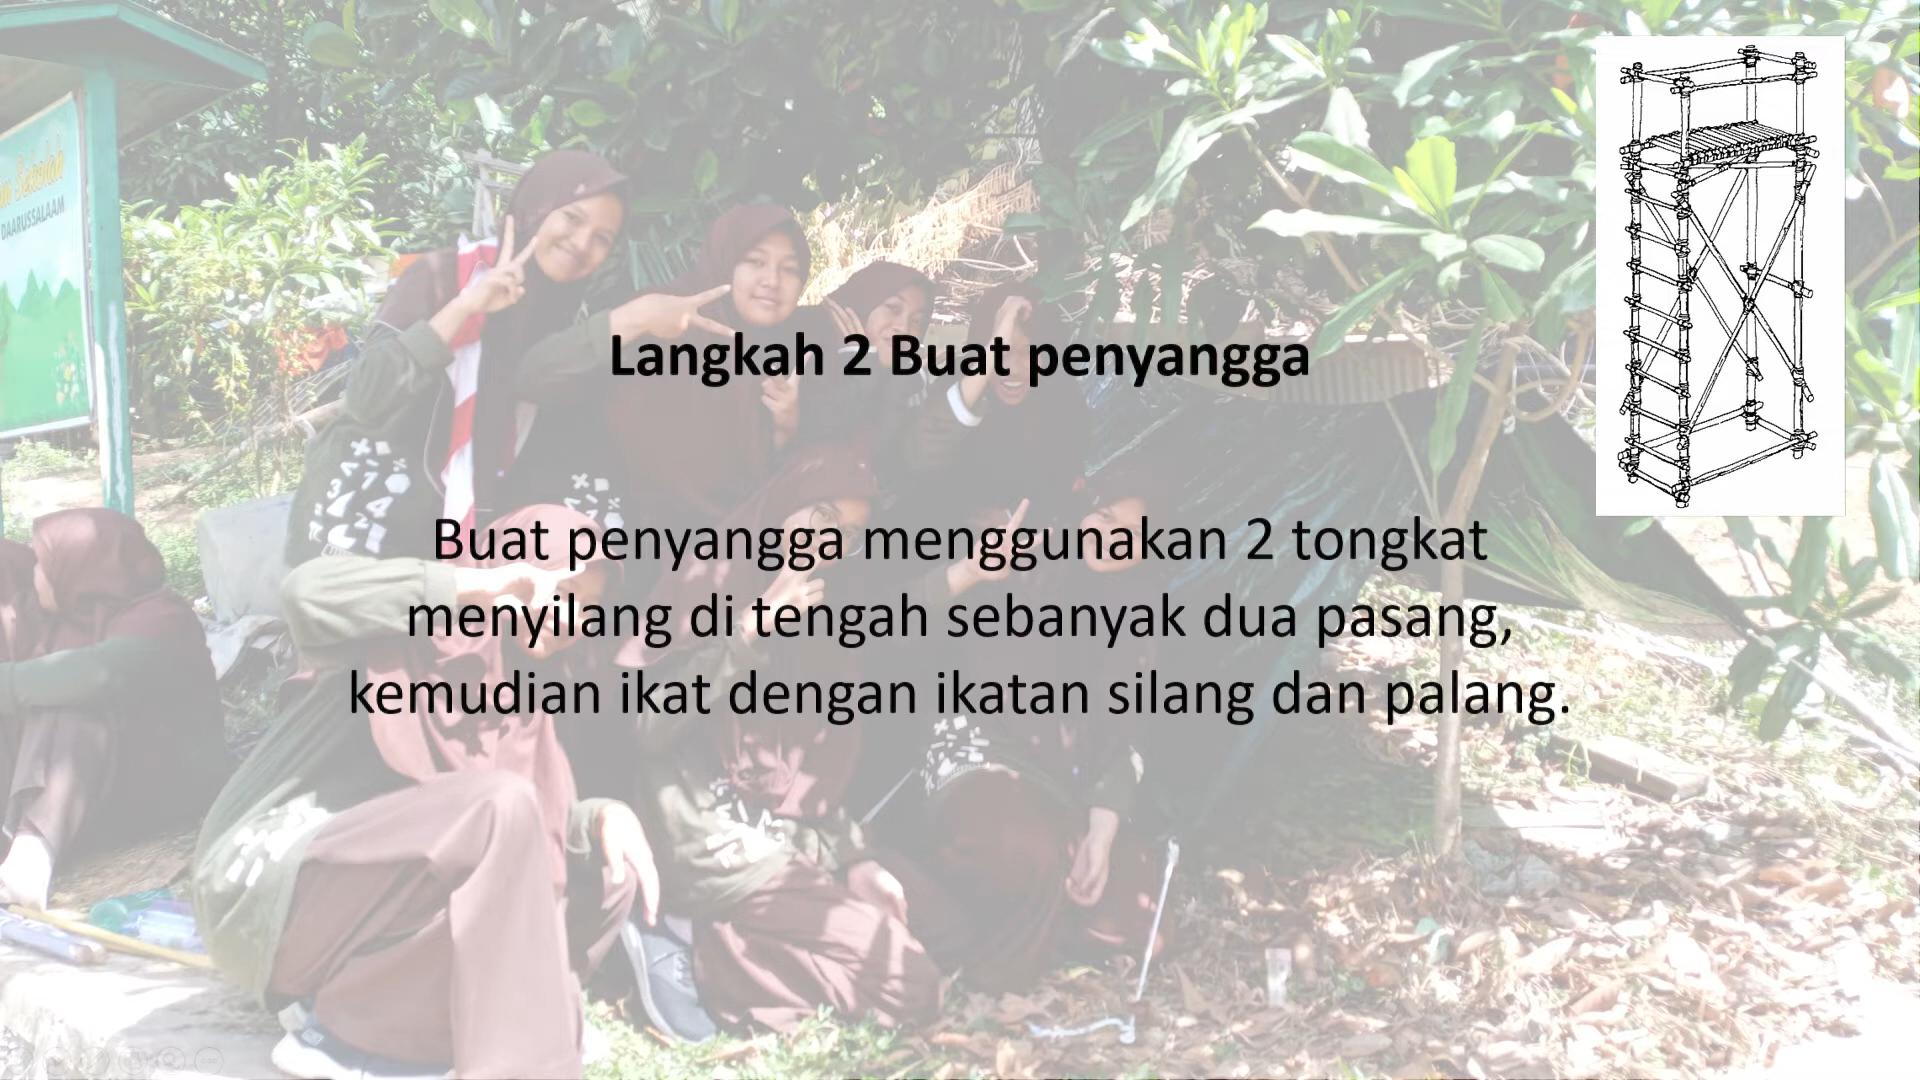 DAARUSSALAAM
Langkah 2 Buat penyangga
Buat penyangga menggunakan 2 tongkat
menyilang di tengah sebanyak dua pasang,
kemudian ikat dengan ikatan silang dan palang.